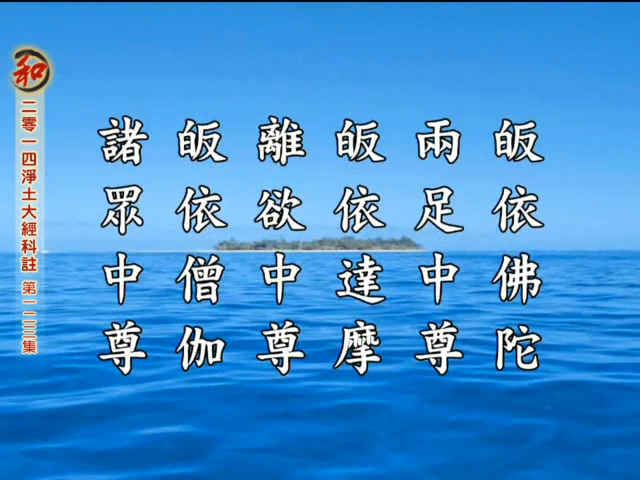 皈依佛陀
兩足中尊
皈依達摩
離欲中尊
皈依僧伽
諸眾中尊
和
二零一四淨土大經科註 第一二三集